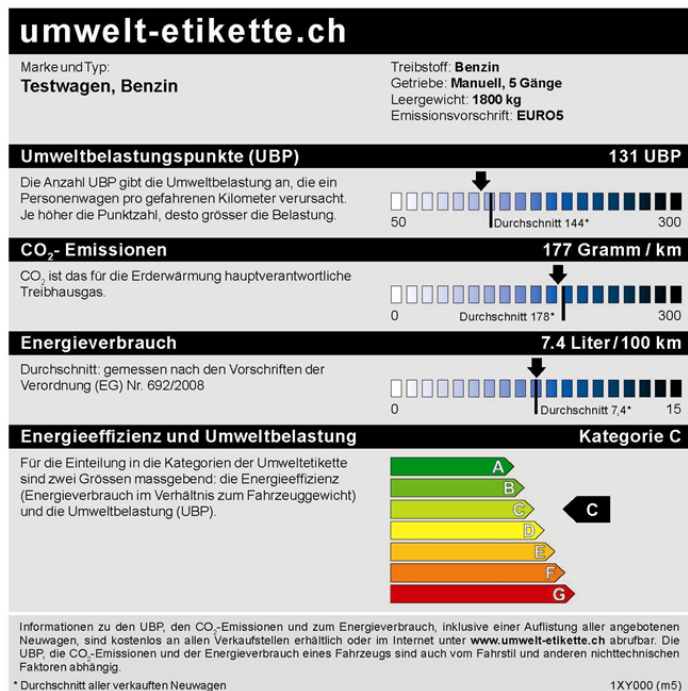 umwelt-etikette.ch
Marke und Typ:
Testwagen, Benzin
Treibstoff: Benzin
Getriebe: Manuell, 5 Gänge
Leergewicht: 1800 kg
Emissionsvorschrift: EURO5
Umweltbelastungspunkte (UBP) 131 UBP
Die Anzahl UBP gibt die Umweltbelastung an, die ein
Personenwagen pro gefahrenen Kilometer verursacht.
Je höher die Punktzahl, desto grösser die Belastung.
50 Durchschnitt 144* 300
CO₂- Emissionen 177 Gramm / km
CO₂ ist das für die Erderwärmung hauptverantwortliche
Treibhausgas.
0 Durchschnitt 178* 300
Energieverbrauch 7.4 Liter/100 km
Durchschnitt: gemessen nach den Vorschriften der
Verordnung (EG) Nr. 692/2008
0 Durchschnitt 7,4* 15
Energieeffizienz und Umweltbelastung Kategorie C
Für die Einteilung in die Kategorien der Umweltetikette
sind zwei Grössen massgebend: die Energieeffizienz
(Energieverbrauch im Verhältnis zum Fahrzeuggewicht)
und die Umweltbelastung (UBP).
A
B
C C
D
E
F
G
Informationen zu den UBP, den CO₂-Emissionen und zum Energieverbrauch, inklusive einer Auflistung aller angebotenen
Neuwagen, sind kostenlos an allen Verkaufstellen erhältlich oder im Internet unter www.umwelt-etikette.ch abrufbar. Die
UBP, die CO₂-Emissionen und der Energieverbrauch eines Fahrzeugs sind auch vom Fahrstil und anderen nichttechnischen
Faktoren abhängig.
* Durchschnitt aller verkauften Neuwagen 1XY000 (m5)